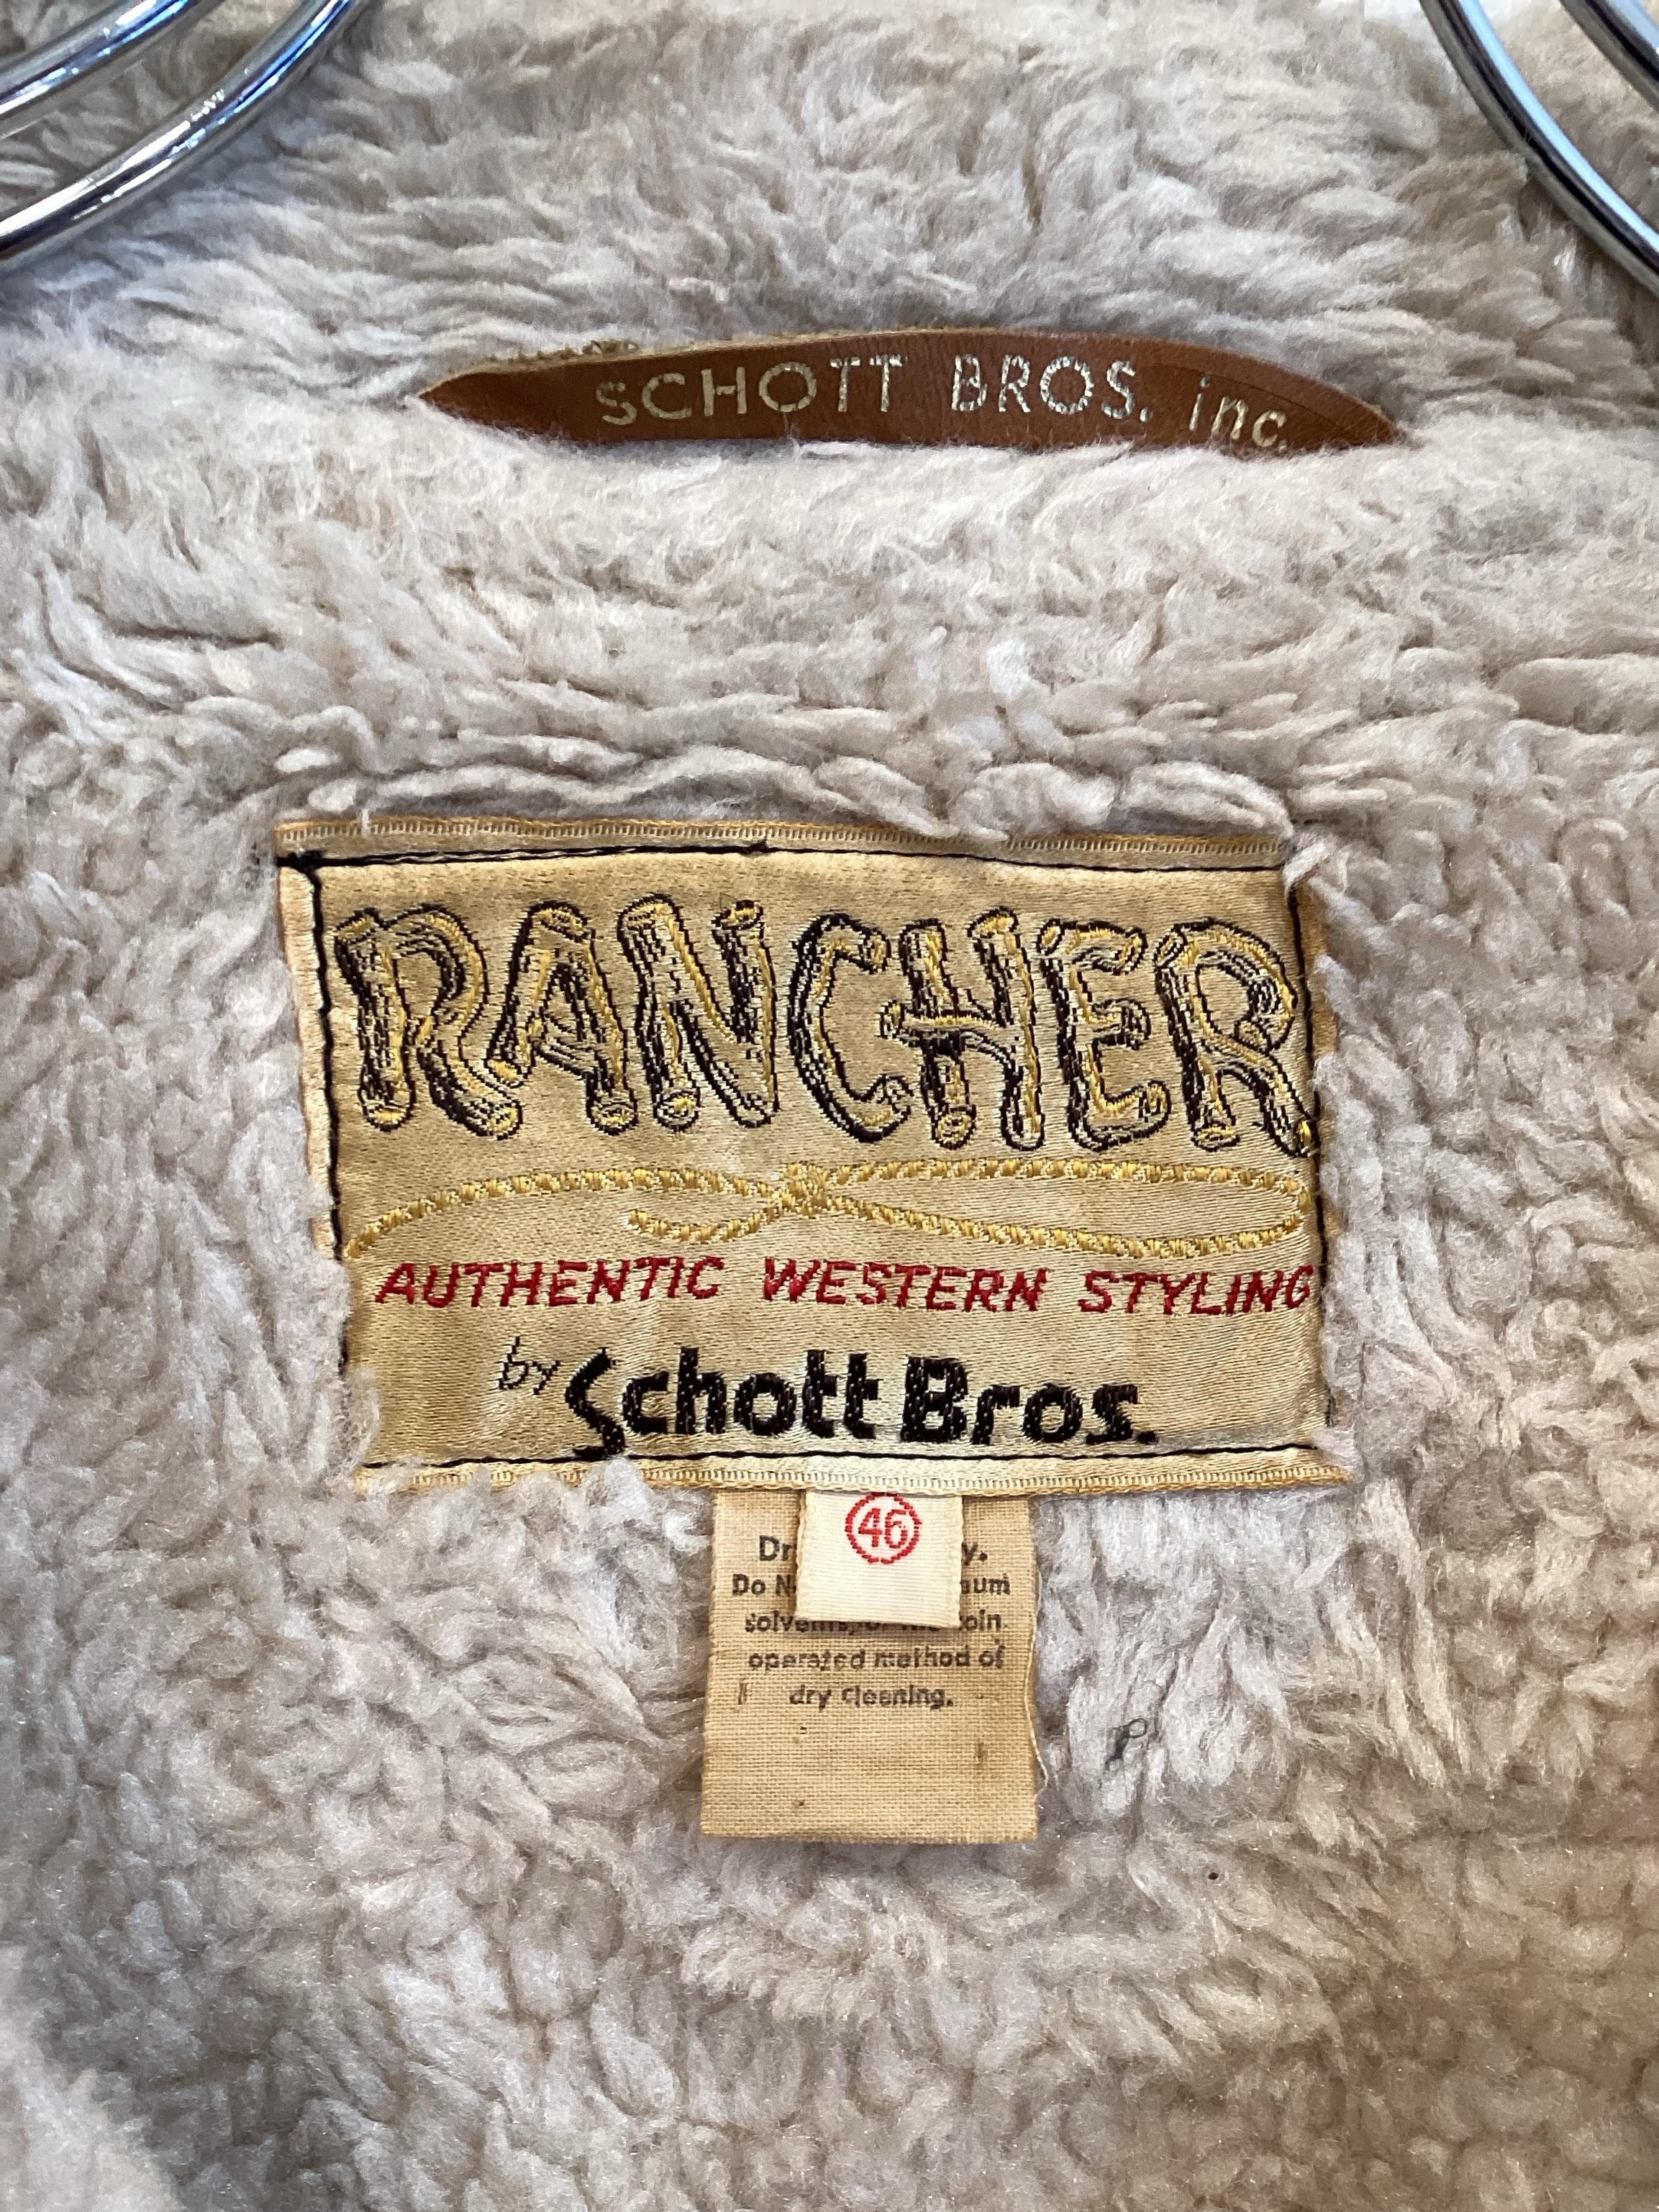 SCHOTT BROS. inc.
RANCHER
AUTHENTIC WESTERN STYLING
by Schott Bros.
46
Do
solvents,
operated method of
dry cleaning.